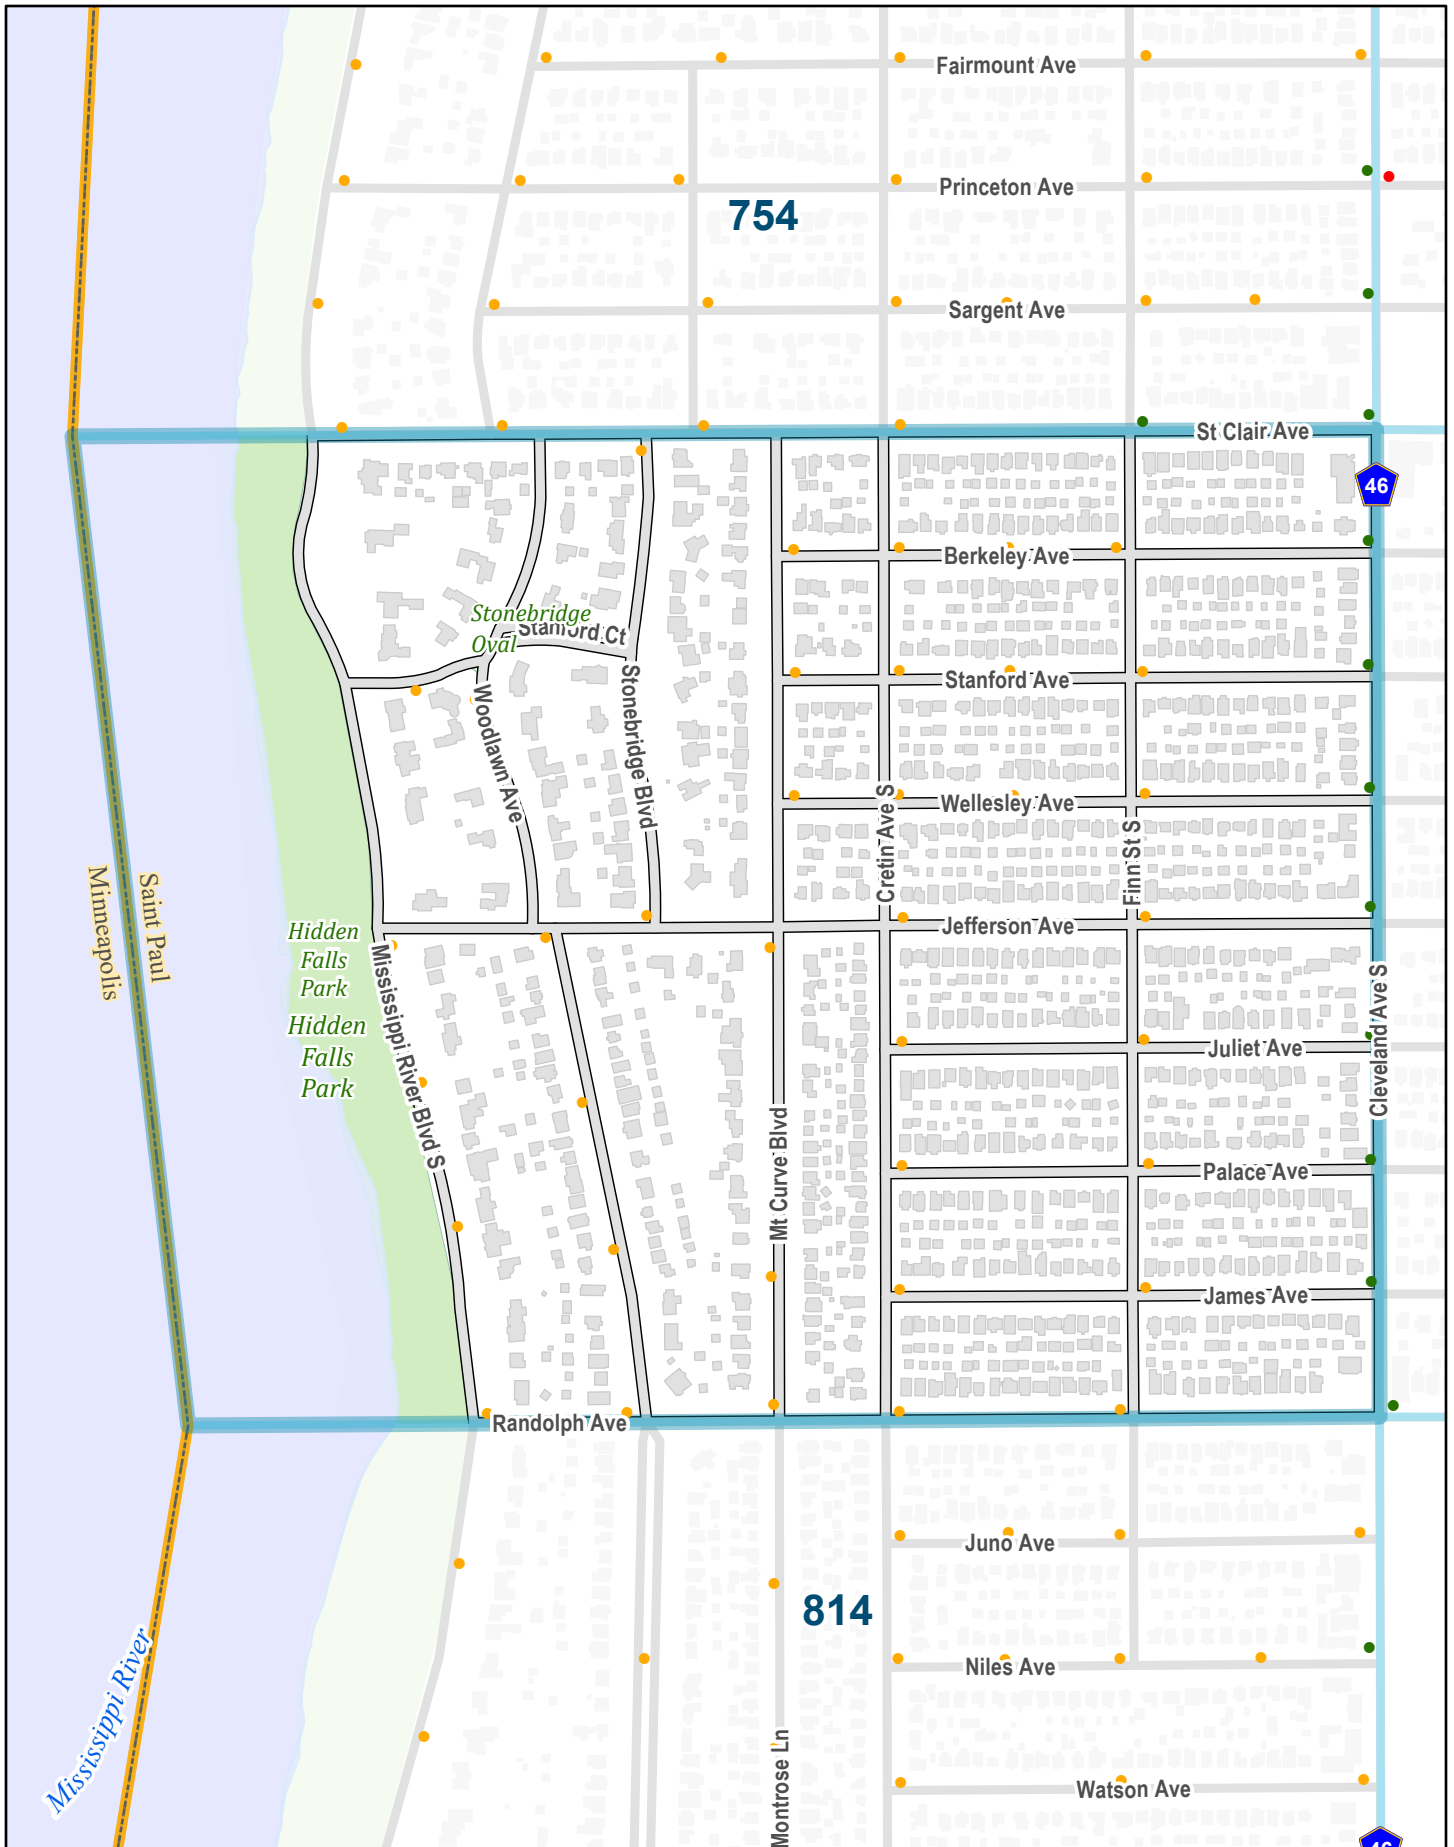 Fairmount Ave
Princeton Ave
754
Sargent Ave
St Clair Ave
46
Berkeley Ave
Stonebridge
Oval
Stanford Ct
Stanford Ave
Woodlawn Ave
Stonebridge Blvd
Wellesley Ave
Cretin Ave S
Finn St S
Saint Paul
Minneapolis
Hidden
Falls
Park
Jefferson Ave
Mississippi River Blvd S
Hidden
Falls
Park
Cleveland Ave S
Juliet Ave
Mt Curve Blvd
Palace Ave
James Ave
Randolph Ave
Juno Ave
814
Niles Ave
Mississippi River
Montrose Ln
Watson Ave
46